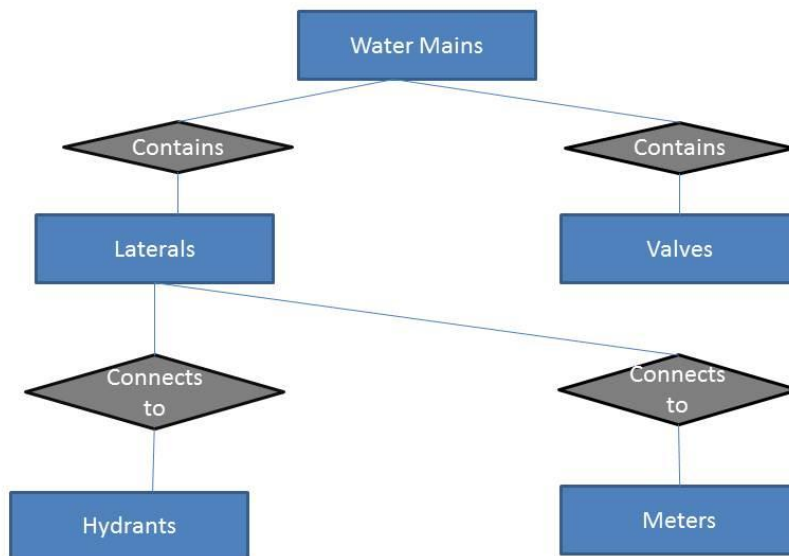 Water Mains
Contains
Contains
Laterals
Valves
Connects
to
Connects
to
Hydrants
Meters